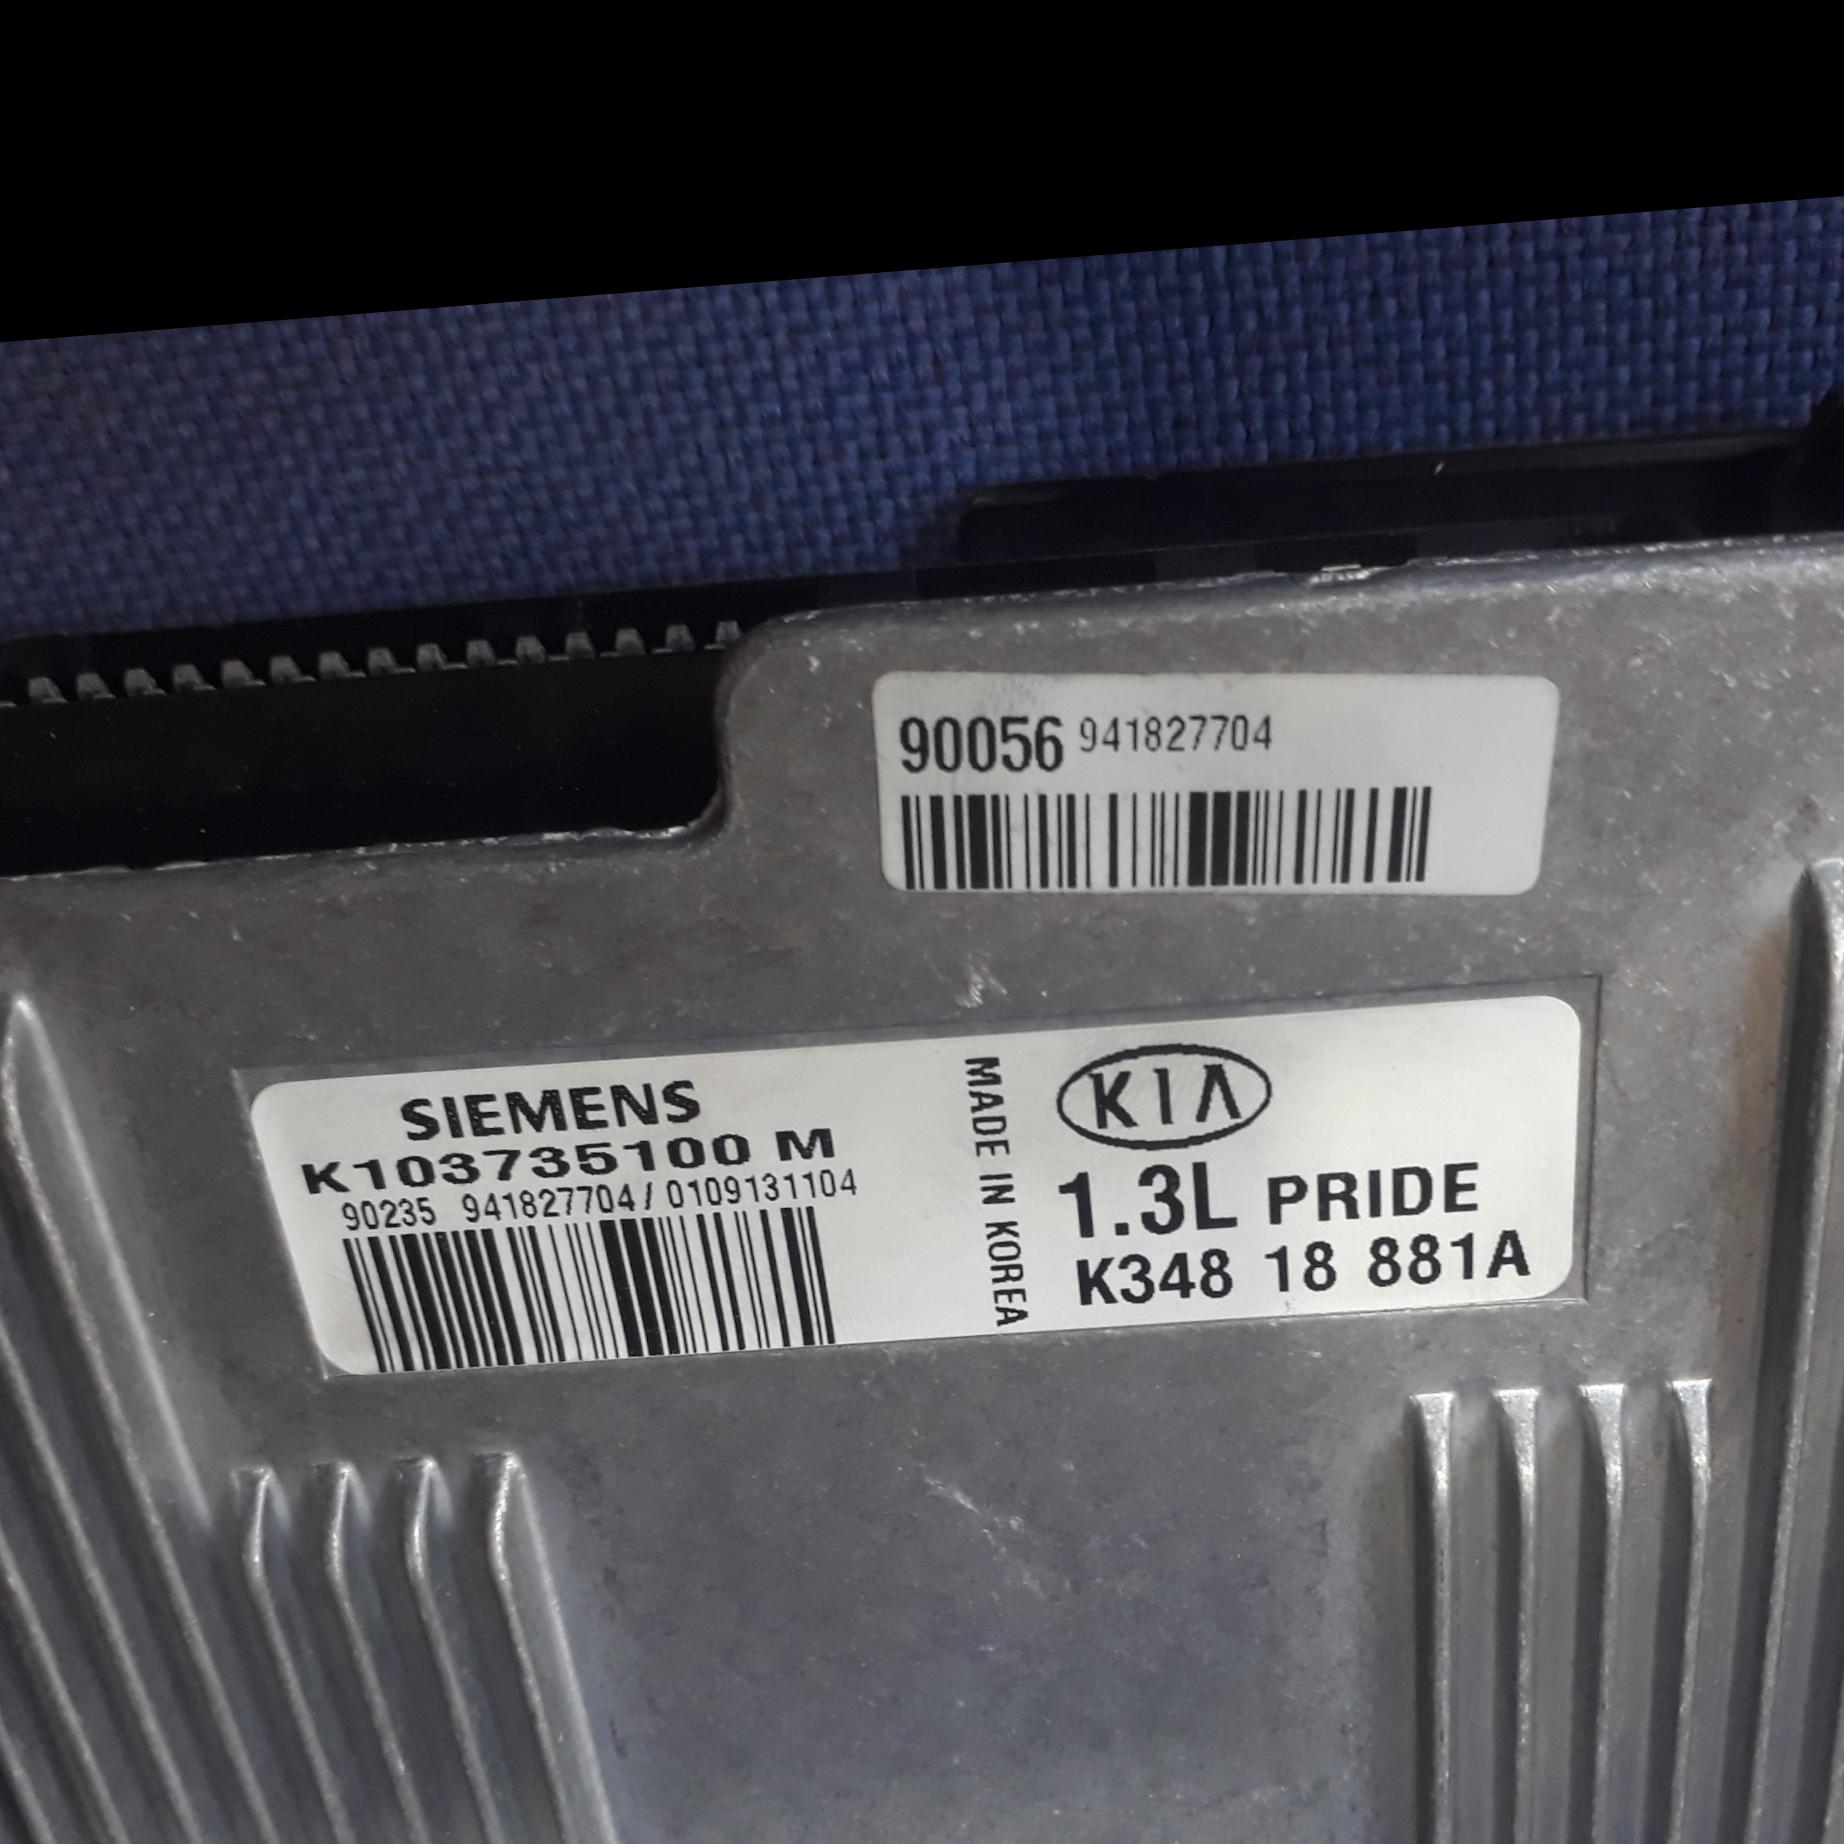 90056 941827704
SIEMENS
K103735100 M
90235 941827704/0109131104
MADE IN KOREA
KIA
1.3L PRIDE
K348 18 881A